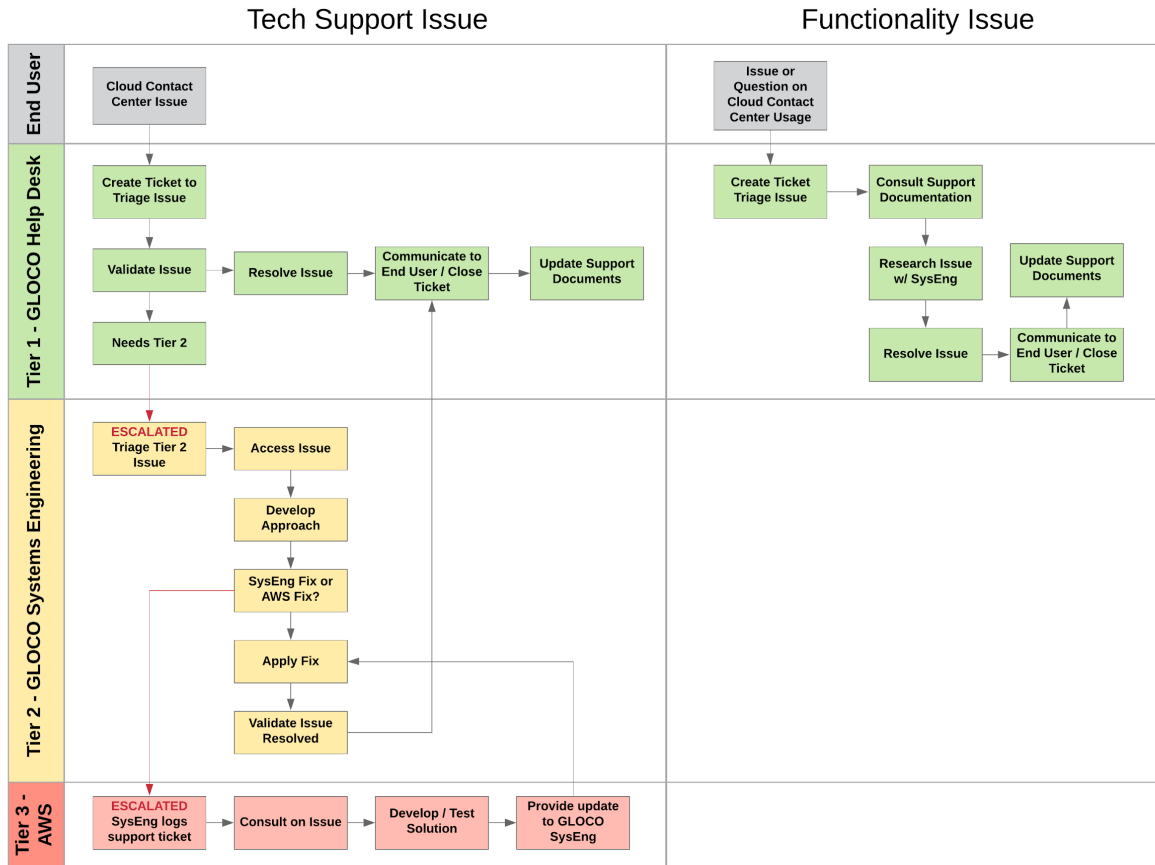 Tech Support Issue
Functionality Issue
End User
Cloud Contact
Center Issue
Issue or
Question on
Cloud Contact
Center Usage
Tier 1 - GLOCO Help Desk
Create Ticket to
Triage Issue
Validate Issue
Resolve Issue
Communicate to
End User / Close
Ticket
Update Support
Documents
Needs Tier 2
Create Ticket
Triage Issue
Consult Support
Documentation
Research Issue
w/ SysEng
Resolve Issue
Communicate to
End User / Close
Ticket
Update Support
Documents
Tier 2 - GLOCO Systems Engineering
ESCALATED
Triage Tier 2
Issue
Access Issue
Develop
Approach
SysEng Fix or
AWS Fix?
Apply Fix
Validate Issue
Resolved
Tier 3 -
AWS
ESCALATED
SysEng logs
support ticket
Consult on Issue
Develop / Test
Solution
Provide update
to GLOCO
SysEng